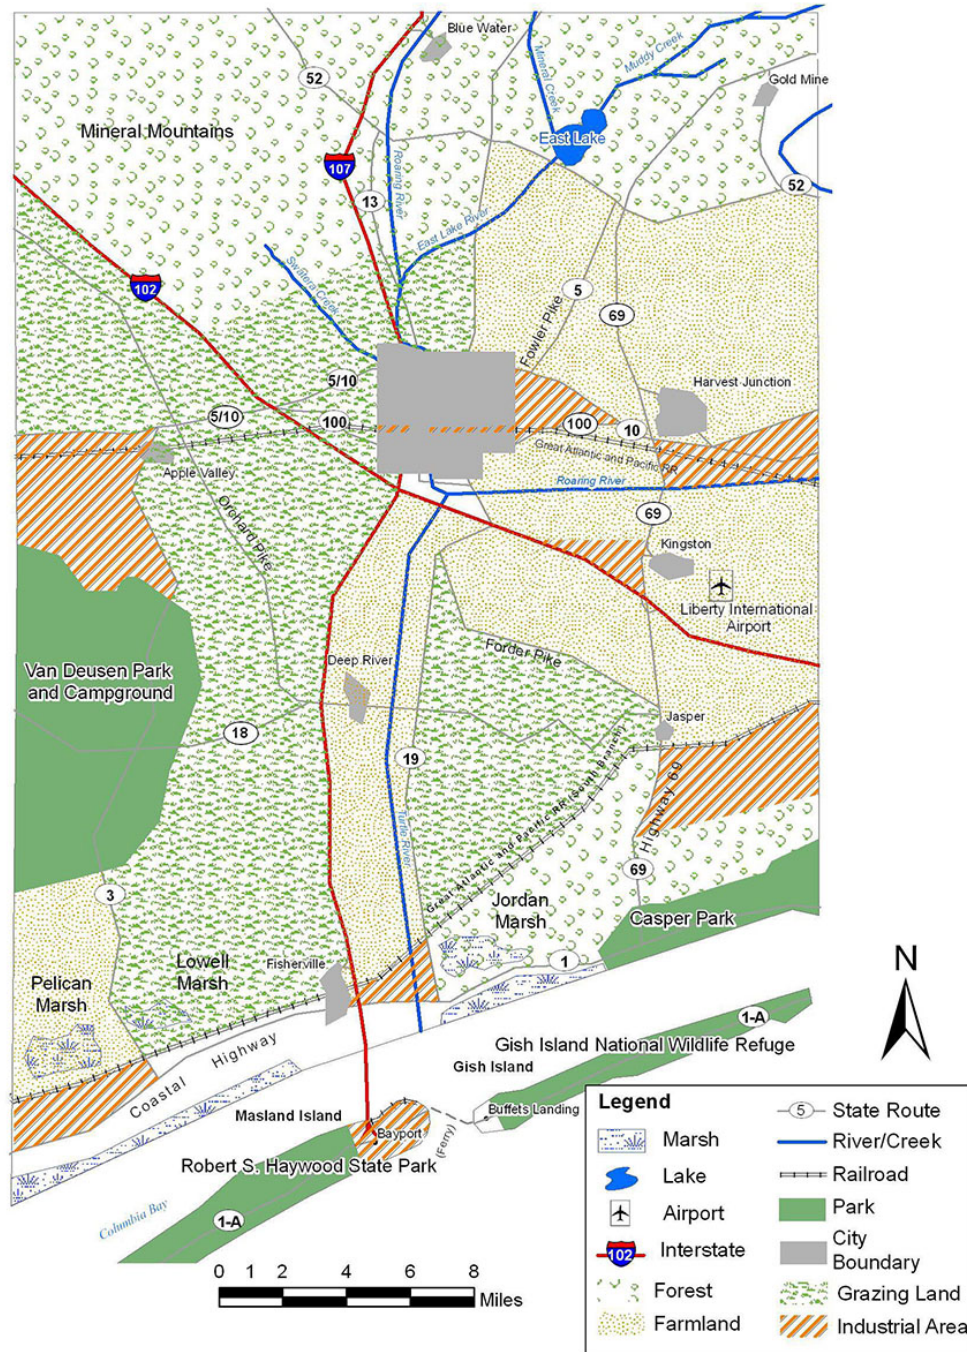 Blue Water
52
Mineral Creek
Muddy Creek
Gold Mine
Mineral Mountains
East Lake
107
Roaring River
52
13
East Lake River
Swatera Creek
102
5
Fowler Pike
69
5/10
Harvest Junction
5/10
100
100
10
Great Atlantic and Pacific RR
Apple Valley
Roaring River
Orchard Pike
69
Kingston
Liberty International
Airport
Forder Pike
Deep River
Van Deusen Park
and Campground
Jasper
18
19
Great Atlantic and Pacific RR (South Branch)
Highway 69
Turtle River
69
3
Jordan
Marsh
Casper Park
Lowell
Marsh
Fisherville
1
Pelican
Marsh
N
1-A
Coastal Highway
Gish Island National Wildlife Refuge
Gish Island
Masland Island
Buffets Landing
Bayport
(Ferry)
Robert S. Haywood State Park
Columbia Bay
1-A
0 1 2 4 6 8
Miles
Legend
Marsh
Lake
Airport
102 Interstate
Forest
Farmland
5 State Route
River/Creek
Railroad
Park
City
Boundary
Grazing Land
Industrial Area